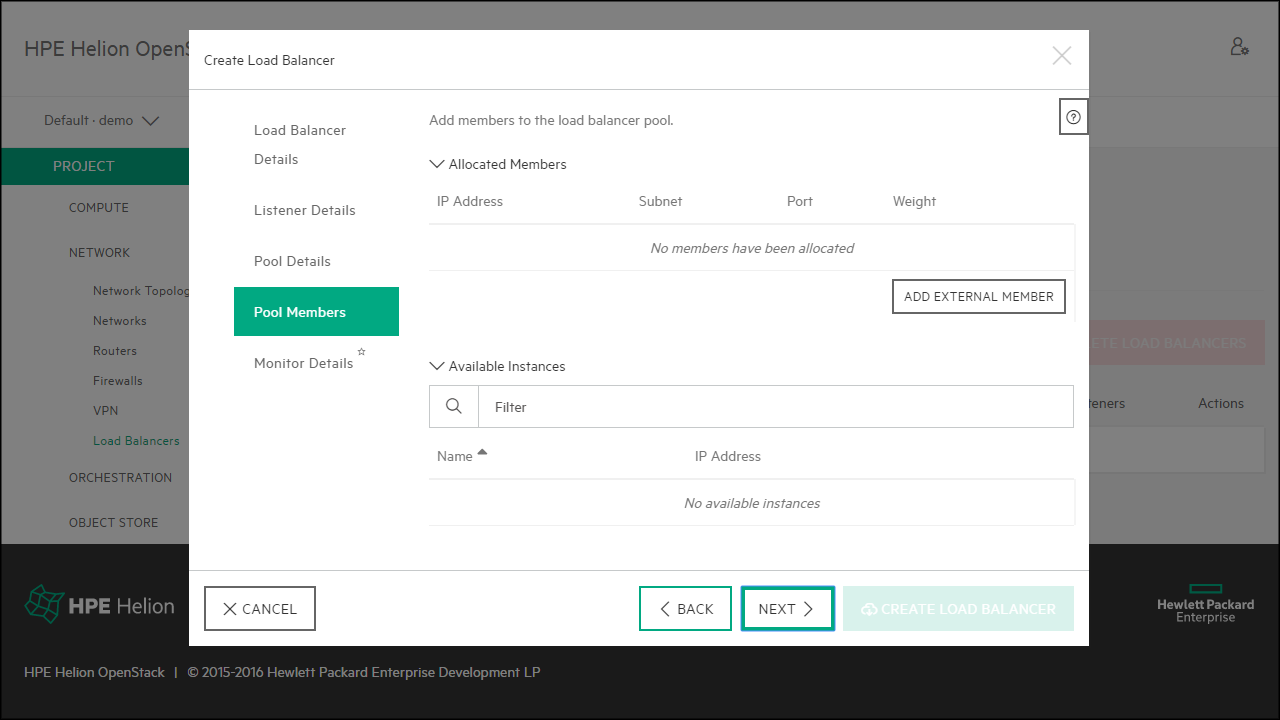 HPE Helion OpenS
Create Load Balancer
Default · demo
PROJECT
COMPUTE
NETWORK
Network Topolog
Networks
Routers
Firewalls
VPN
Load Balancers
ORCHESTRATION
OBJECT STORE
Load Balancer
Details
Listener Details
Pool Details
Pool Members
Monitor Details
Add members to the load balancer pool.
Allocated Members
IP Address Subnet Port Weight
No members have been allocated
ADD EXTERNAL MEMBER
Available Instances
Filter
Name IP Address
No available instances
ETE LOAD BALANCERS
teners Actions
CANCEL BACK NEXT CREATE LOAD BALANCER
HPE Helion
Hewlett Packard
Enterprise
HPE Helion OpenStack | © 2015-2016 Hewlett Packard Enterprise Development LP